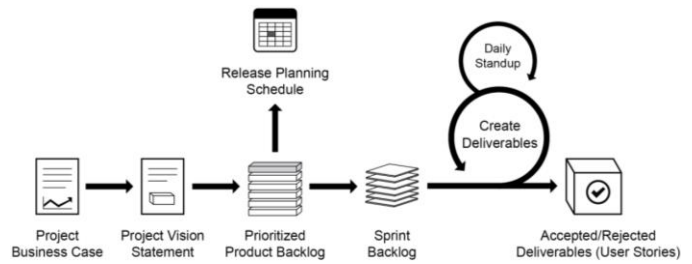 Release Planning
Schedule
Daily
Standup
Create
Deliverables
Project
Business Case
Project Vision
Statement
Prioritized
Product Backlog
Sprint
Backlog
Accepted/Rejected
Deliverables (User Stories)